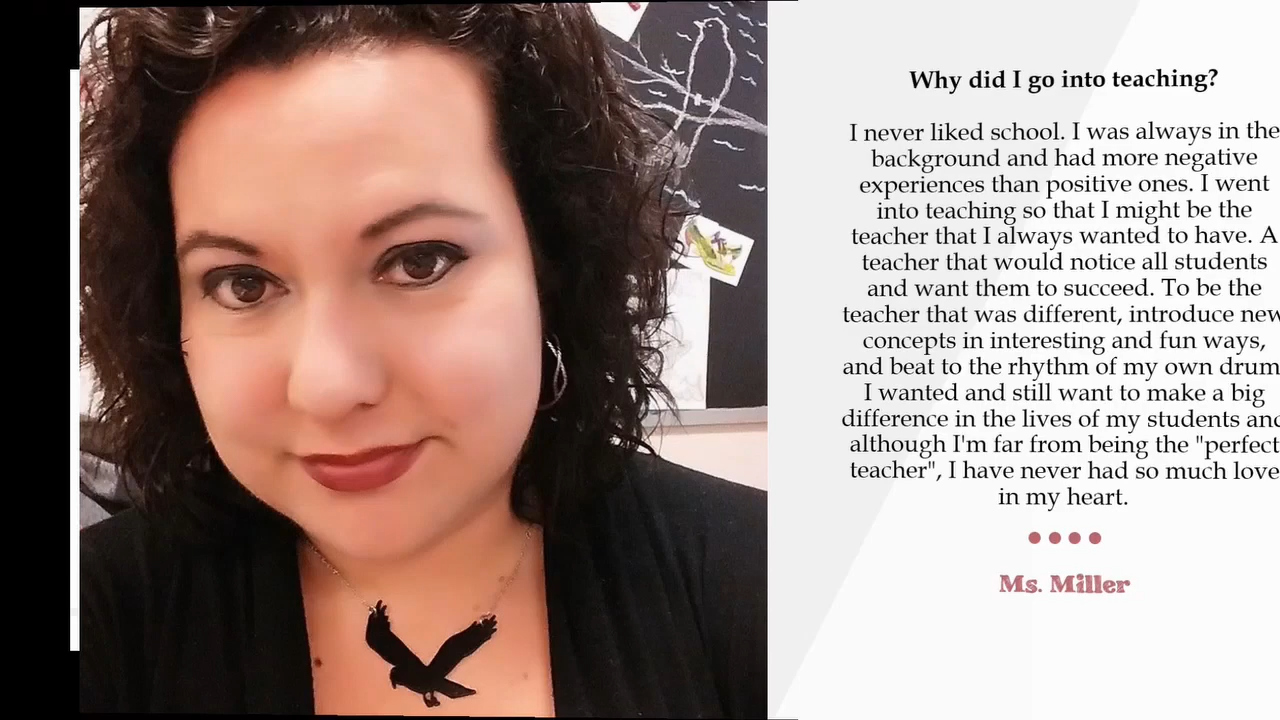 Why did I go into teaching?
I never liked school. I was always in the
background and had more negative
experiences than positive ones. I went
into teaching so that I might be the
teacher that I always wanted to have. A
teacher that would notice all students
and want them to succeed. To be the
teacher that was different, introduce new
concepts in interesting and fun ways,
and beat to the rhythm of my own drum
I wanted and still want to make a big
difference in the lives of my students and
although I'm far from being the "perfect
teacher", I have never had so much love
in my heart.
Ms. Miller